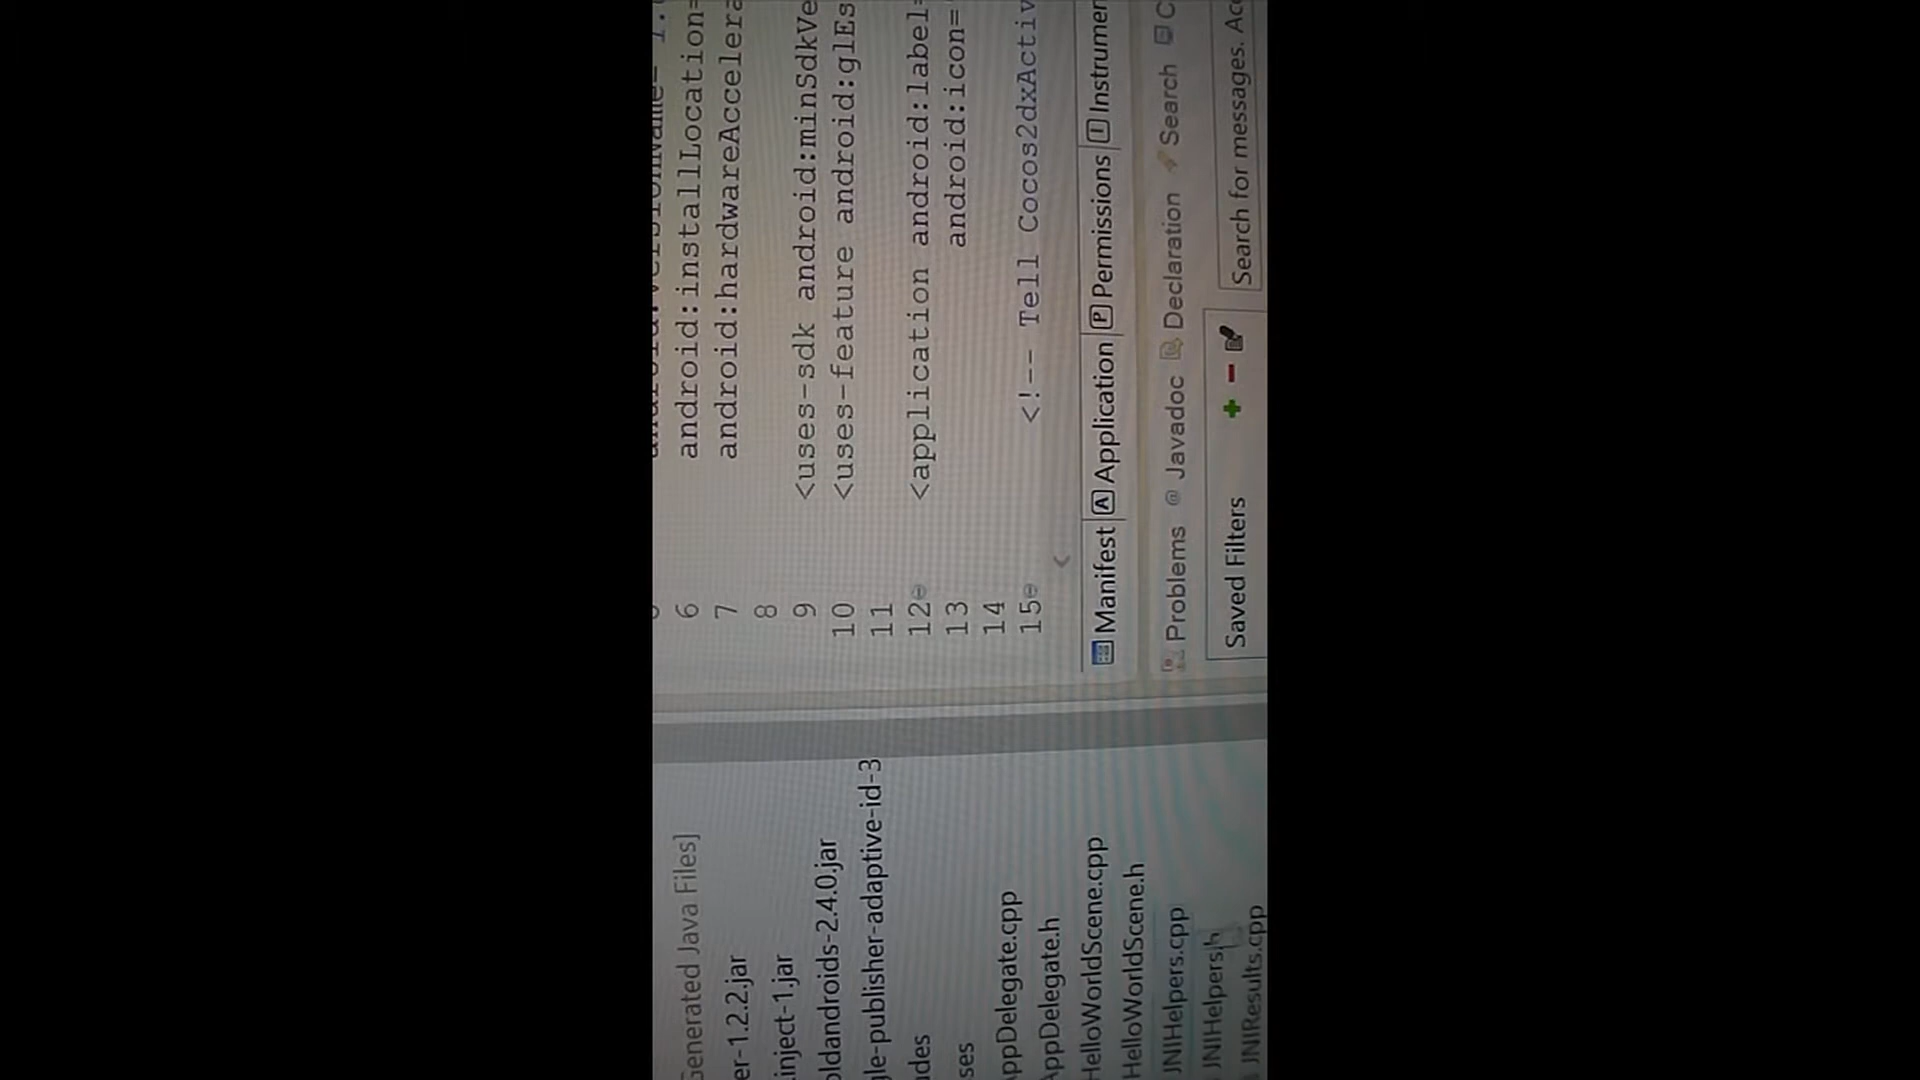 android:installLocation=
android:hardwareAccelera
<uses-sdk android:minSdkVe
<uses-feature android:glEs
<application android:label=
android:icon="
<!-- Tell Cocos2dxActiv
6
7
8
9
10
11
12
13
14
15
Manifest A Application P Permissions I Instrumen
Problems @ Javadoc Declaration Search C
Saved Filters
Search for messages. Acc
Generated Java Files]
er-1.2.2.jar
.inject-1.jar
oldandroids-2.4.0.jar
gle-publisher-adaptive-id-3
udes
ses
AppDelegate.cpp
AppDelegate.h
HelloWorldScene.cpp
HelloWorldScene.h
JNIHelpers.cpp
JNIHelpers.h
JNIResults.cpp